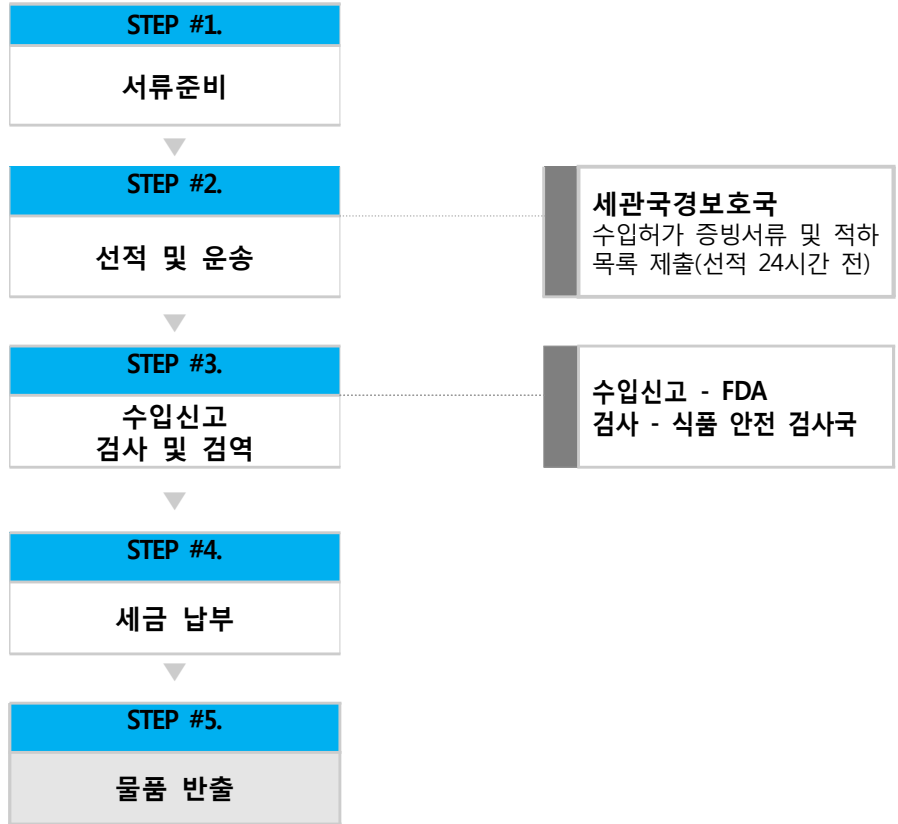 STEP #1.
서류준비
STEP #2.
선적 및 운송
세관국경보호국
수입허가 증빙서류 및 적하
목록 제출(선적 24시간 전)
STEP #3.
수입신고
검사 및 검역
수입신고 - FDA
검사 - 식품 안전 검사국
STEP #4.
세금 납부
STEP #5.
물품 반출